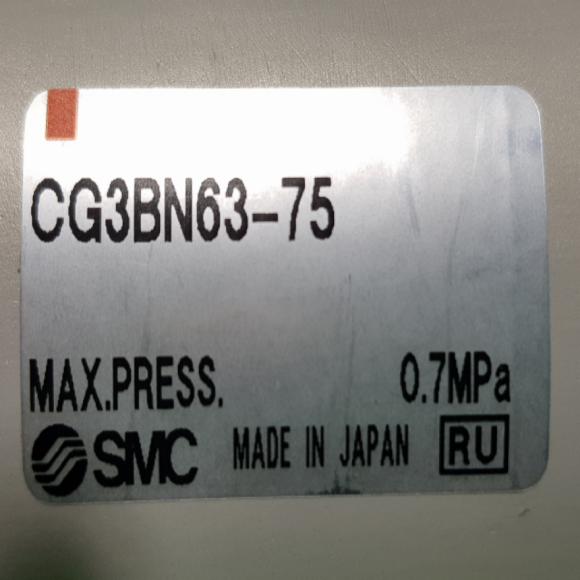 CG3BN63-75
MAX.PRESS. 0.7MPa
SMC MADE IN JAPAN RU